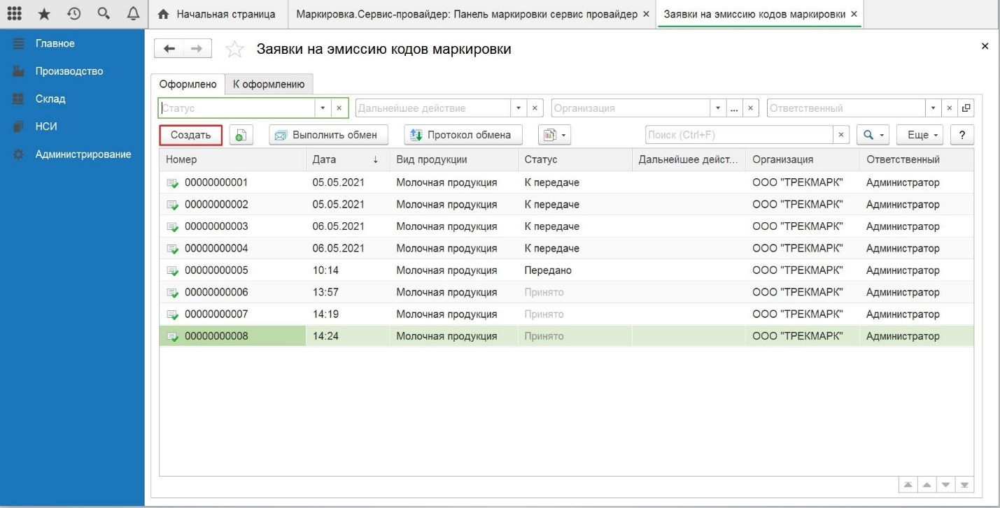 Начальная страница Маркировка.Сервис-провайдер: Панель маркировки сервис провайдер × Заявки на эмиссию кодов маркировки ×
Главное
Производство
Склад
НСИ
Администрирование
Заявки на эмиссию кодов маркировки
Оформлено К оформлению
Статус Дальнейшее действие Организация ... Ответственный
Создать Выполнить обмен Протокол обмена Поиск (Ctrl+F) × Еще ?
Номер Дата ↓ Вид продукции Статус Дальнейшее дейст... Организация Ответственный
00000000001 05.05.2021 Молочная продукция К передаче ООО "ТРЕКМАРК" Администратор
00000000002 05.05.2021 Молочная продукция К передаче ООО "ТРЕКМАРК" Администратор
00000000003 06.05.2021 Молочная продукция К передаче ООО "ТРЕКМАРК" Администратор
00000000004 06.05.2021 Молочная продукция К передаче ООО "ТРЕКМАРК" Администратор
00000000005 10:14 Молочная продукция Передано ООО "ТРЕКМАРК" Администратор
00000000006 13:57 Молочная продукция Принято ООО "ТРЕКМАРК" Администратор
00000000007 14:19 Молочная продукция Принято ООО "ТРЕКМАРК" Администратор
00000000008 14:24 Молочная продукция Принято ООО "ТРЕКМАРК" Администратор